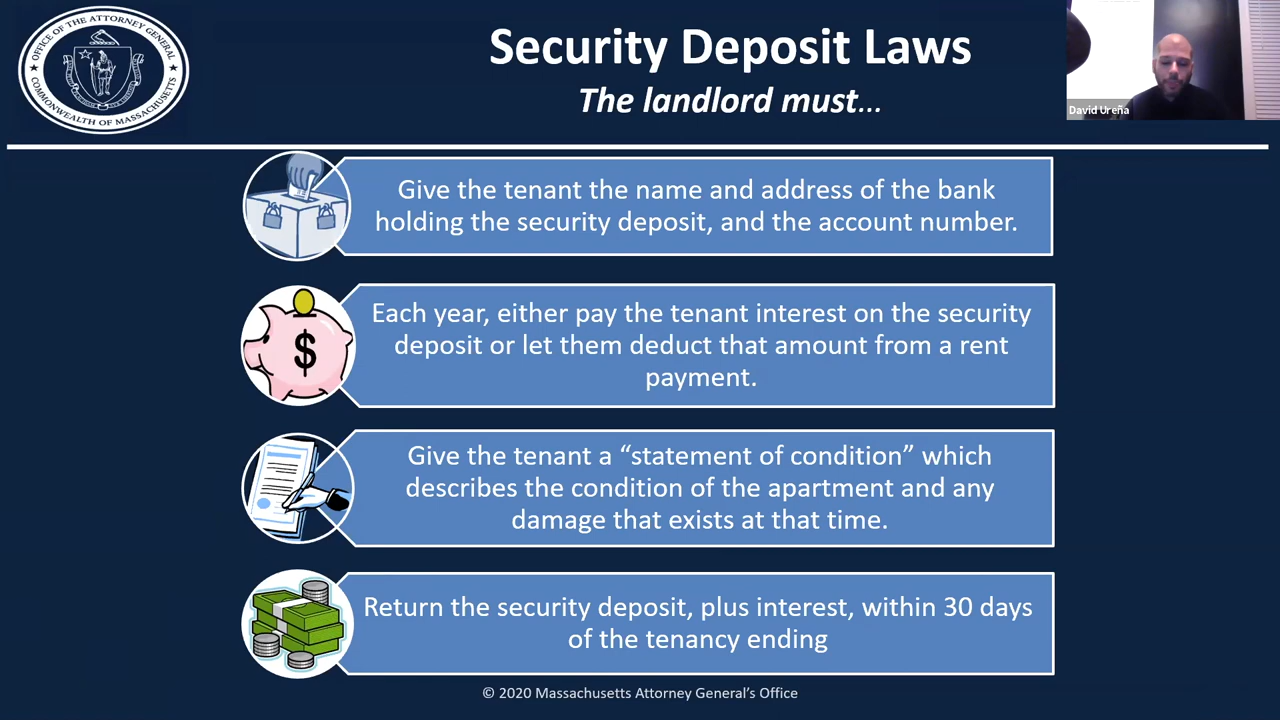 OFFICE OF THE ATTORNEY GENERAL
COMMONWEALTH OF MASSACHUSETTS
Security Deposit Laws
The landlord must...
David Ureña
Give the tenant the name and address of the bank
holding the security deposit, and the account number.
Each year, either pay the tenant interest on the security
deposit or let them deduct that amount from a rent
payment.
$
Give the tenant a “statement of condition” which
describes the condition of the apartment and any
damage that exists at that time.
Return the security deposit, plus interest, within 30 days
of the tenancy ending
© 2020 Massachusetts Attorney General’s Office